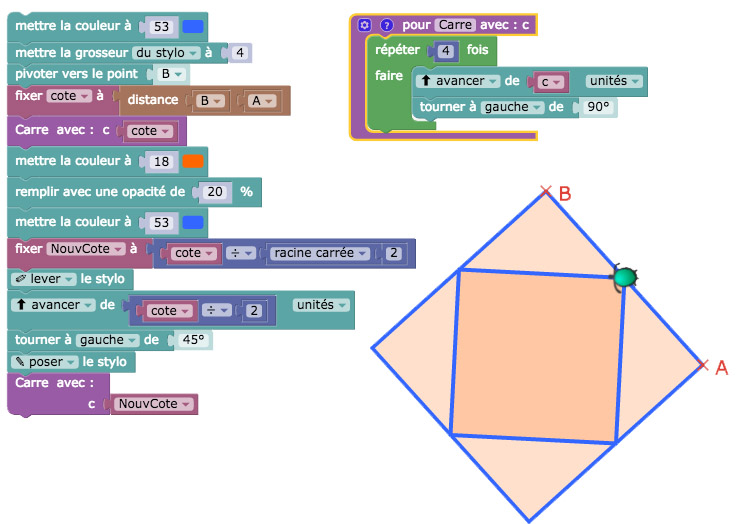 mettre la couleur à 53
mettre la grosseur du stylo à 4
pivoter vers le point B
fixer cote à distance B A
Carre avec : c cote
mettre la couleur à 18
remplir avec une opacité de 20 %
mettre la couleur à 53
fixer NouvCote à cote ÷ racine carrée 2
lever le stylo
avancer de cote ÷ 2 unités
tourner à gauche de 45°
poser le stylo
Carre avec :
c NouvCote
? pour Carre avec : c
répéter 4 fois
faire avancer de c unités
tourner à gauche de 90°
B
A